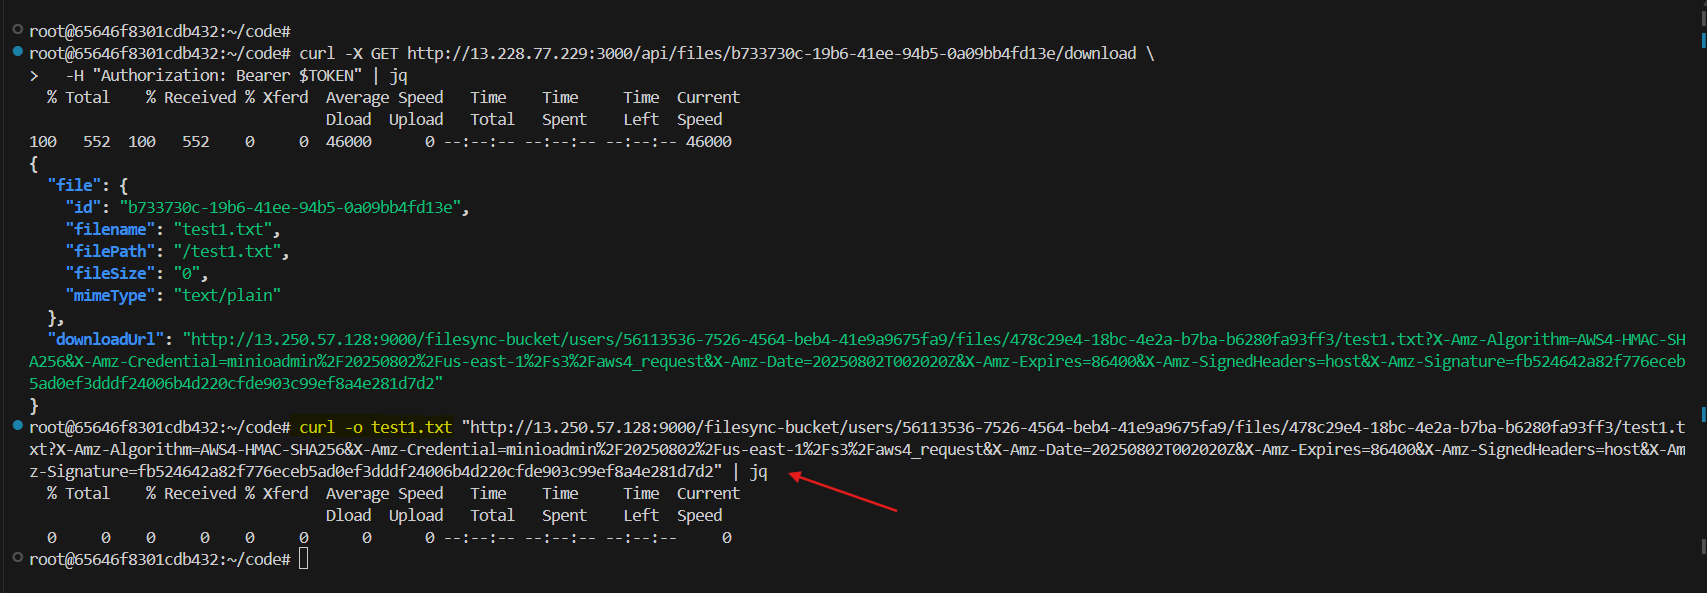 root@65646f8301cdb432:~/code#
root@65646f8301cdb432:~/code# curl -X GET http://13.228.77.229:3000/api/files/b733730c-19b6-41ee-94b5-0a09bb4fd13e/download \
>   -H "Authorization: Bearer $TOKEN" | jq
  % Total    % Received % Xferd  Average Speed   Time    Time     Time  Current
                                 Dload  Upload   Total   Spent    Left  Speed
100   552  100   552    0     0  46000      0 --:--:-- --:--:-- --:--:-- 46000
{
  "file": {
    "id": "b733730c-19b6-41ee-94b5-0a09bb4fd13e",
    "filename": "test1.txt",
    "filePath": "/test1.txt",
    "fileSize": "0",
    "mimeType": "text/plain"
  },
  "downloadUrl": "http://13.250.57.128:9000/filesync-bucket/users/56113536-7526-4564-beb4-41e9a9675fa9/files/478c29e4-18bc-4e2a-b7ba-b6280fa93ff3/test1.txt?X-Amz-Algorithm=AWS4-HMAC-SH
A256&X-Amz-Credential=minioadmin%2F20250802%2Fus-east-1%2Fs3%2Faws4_request&X-Amz-Date=20250802T002020Z&X-Amz-Expires=86400&X-Amz-SignedHeaders=host&X-Amz-Signature=fb524642a82f776eceb
5ad0ef3dddf24006b4d220cfde903c99ef8a4e281d7d2"
}
root@65646f8301cdb432:~/code# curl -o test1.txt "http://13.250.57.128:9000/filesync-bucket/users/56113536-7526-4564-beb4-41e9a9675fa9/files/478c29e4-18bc-4e2a-b7ba-b6280fa93ff3/test1.t
xt?X-Amz-Algorithm=AWS4-HMAC-SHA256&X-Amz-Credential=minioadmin%2F20250802%2Fus-east-1%2Fs3%2Faws4_request&X-Amz-Date=20250802T002020Z&X-Amz-Expires=86400&X-Amz-SignedHeaders=host&X-Am
z-Signature=fb524642a82f776eceb5ad0ef3dddf24006b4d220cfde903c99ef8a4e281d7d2" | jq
  % Total    % Received % Xferd  Average Speed   Time    Time     Time  Current
                                 Dload  Upload   Total   Spent    Left  Speed
  0     0    0     0    0     0      0      0 --:--:-- --:--:-- --:--:--     0
root@65646f8301cdb432:~/code#